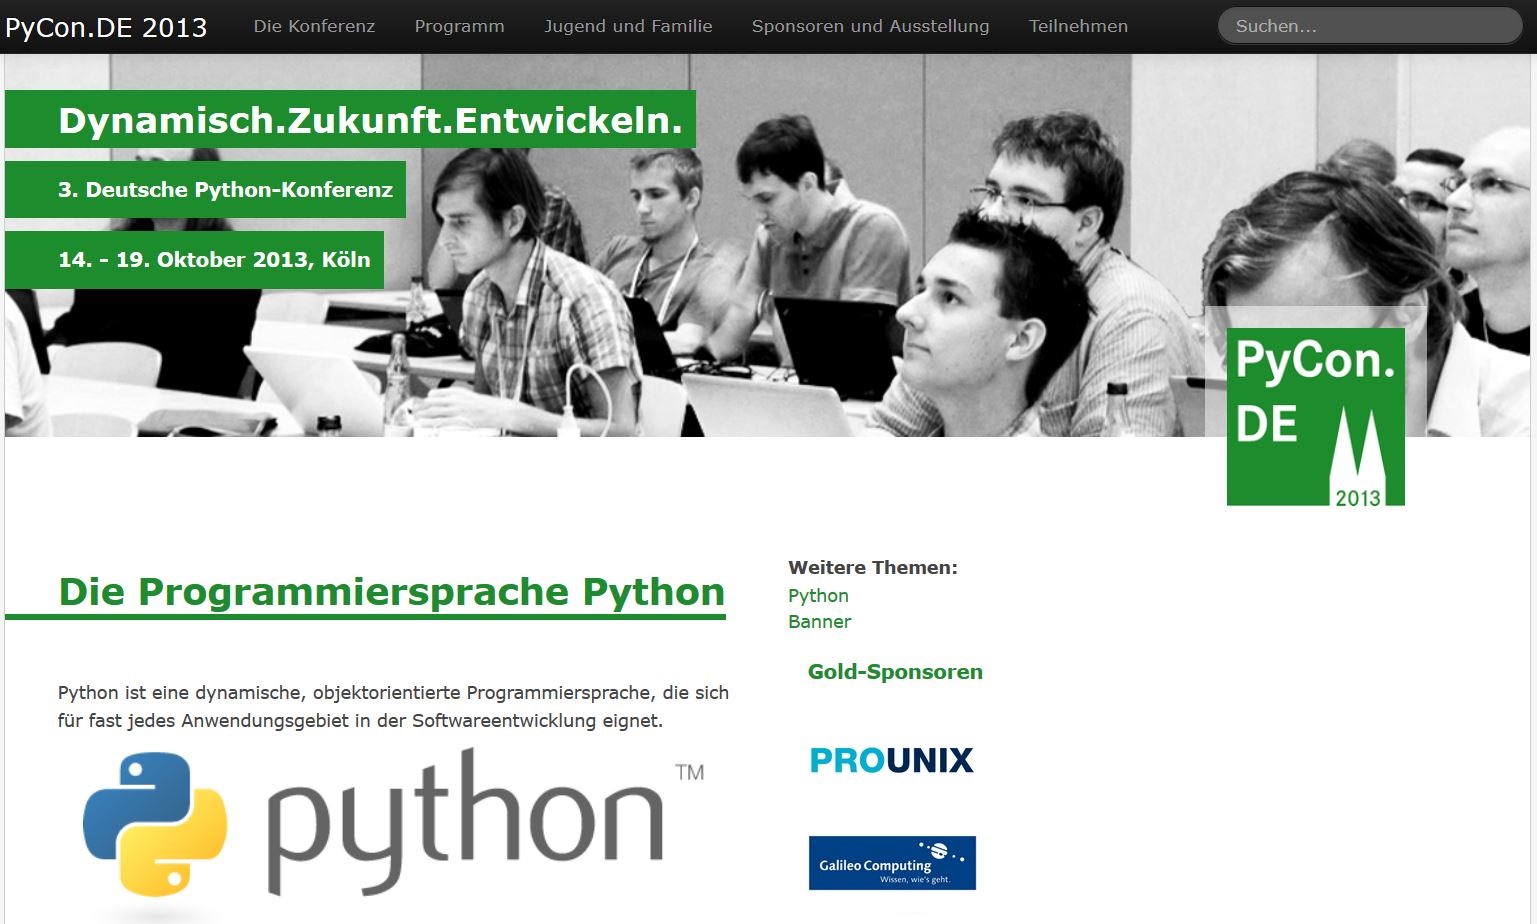 PyCon.DE 2013
Die Konferenz
Programm
Jugend und Familie
Sponsoren und Ausstellung
Teilnehmen
Suchen...
Dynamisch.Zukunft.Entwickeln.
3. Deutsche Python-Konferenz
14. - 19. Oktober 2013, Köln
PyCon.
DE
2013
Die Programmiersprache Python
Python ist eine dynamische, objektorientierte Programmiersprache, die sich
für fast jedes Anwendungsgebiet in der Softwareentwicklung eignet.
python TM
Weitere Themen:
Python
Banner
Gold-Sponsoren
PROUNIX
Galileo Computing
Wissen, wie's geht.